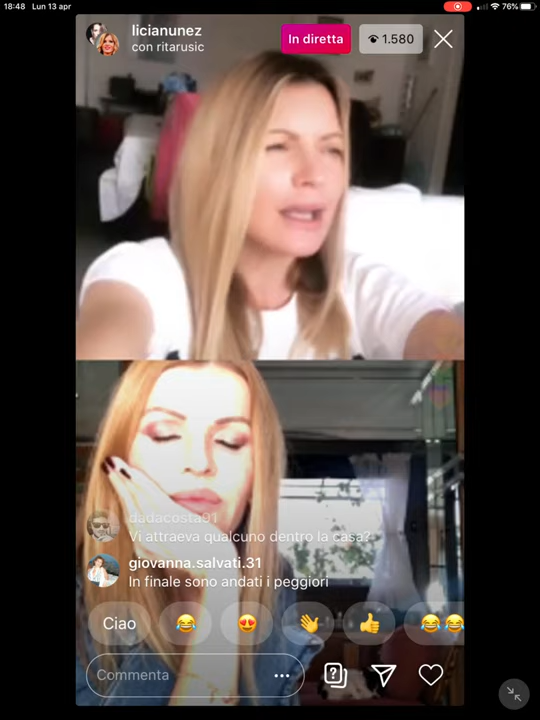 18:48 Lun 13 apr 76%
licianunez
con ritarusic
In diretta
1.580
dadacosta91
Vi attraeva qualcuno dentro la casa?
giovanna.salvati.31
In finale sono andati i peggiori
Ciao
Commenta